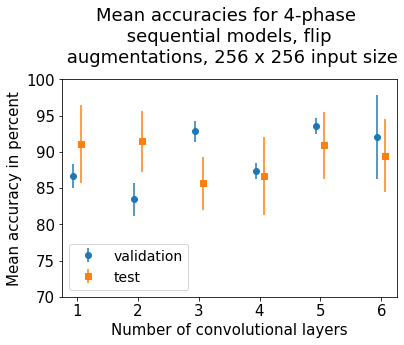 Mean accuracies for 4-phase
sequential models, flip
augmentations, 256 x 256 input size
Mean accuracy in percent
100
95
90
85
80
75
70
validation
test
1 2 3 4 5 6
Number of convolutional layers